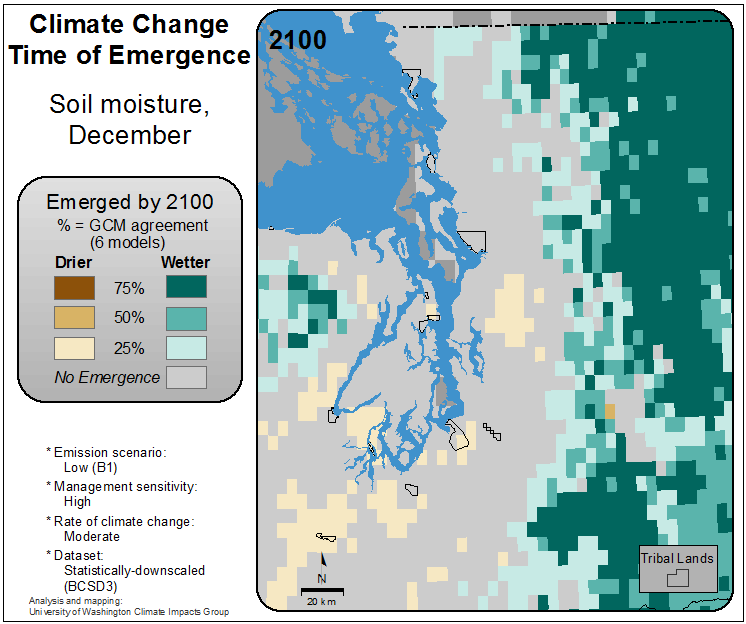 Climate Change
Time of Emergence
Soil moisture,
December
Emerged by 2100
% = GCM agreement
(6 models)
Drier Wetter
75%
50%
25%
No Emergence
* Emission scenario:
Low (B1)
* Management sensitivity:
High
* Rate of climate change:
Moderate
* Dataset:
Statistically-downscaled
(BCSD3)
Analysis and mapping:
University of Washington Climate Impacts Group
2100
N
20 km
Tribal Lands